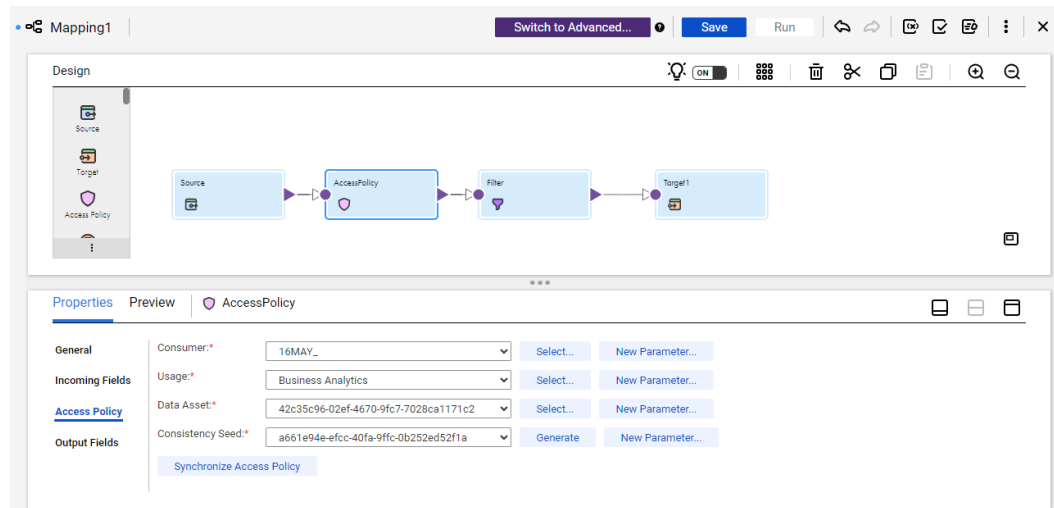 Mapping1
Switch to Advanced...
Save
Run
Design
ON
Source
Target
Access Policy
Source
AccessPolicy
Filter
Target1
Properties Preview AccessPolicy
General
Incoming Fields
Access Policy
Output Fields
Consumer:* 16MAY_ Select... New Parameter...
Usage:* Business Analytics Select... New Parameter...
Data Asset:* 42c35c96-02ef-4670-9fc7-7028ca1171c2 Select... New Parameter...
Consistency Seed:* a661e94e-efcc-40fa-9ffc-0b252ed52f1a Generate New Parameter...
Synchronize Access Policy